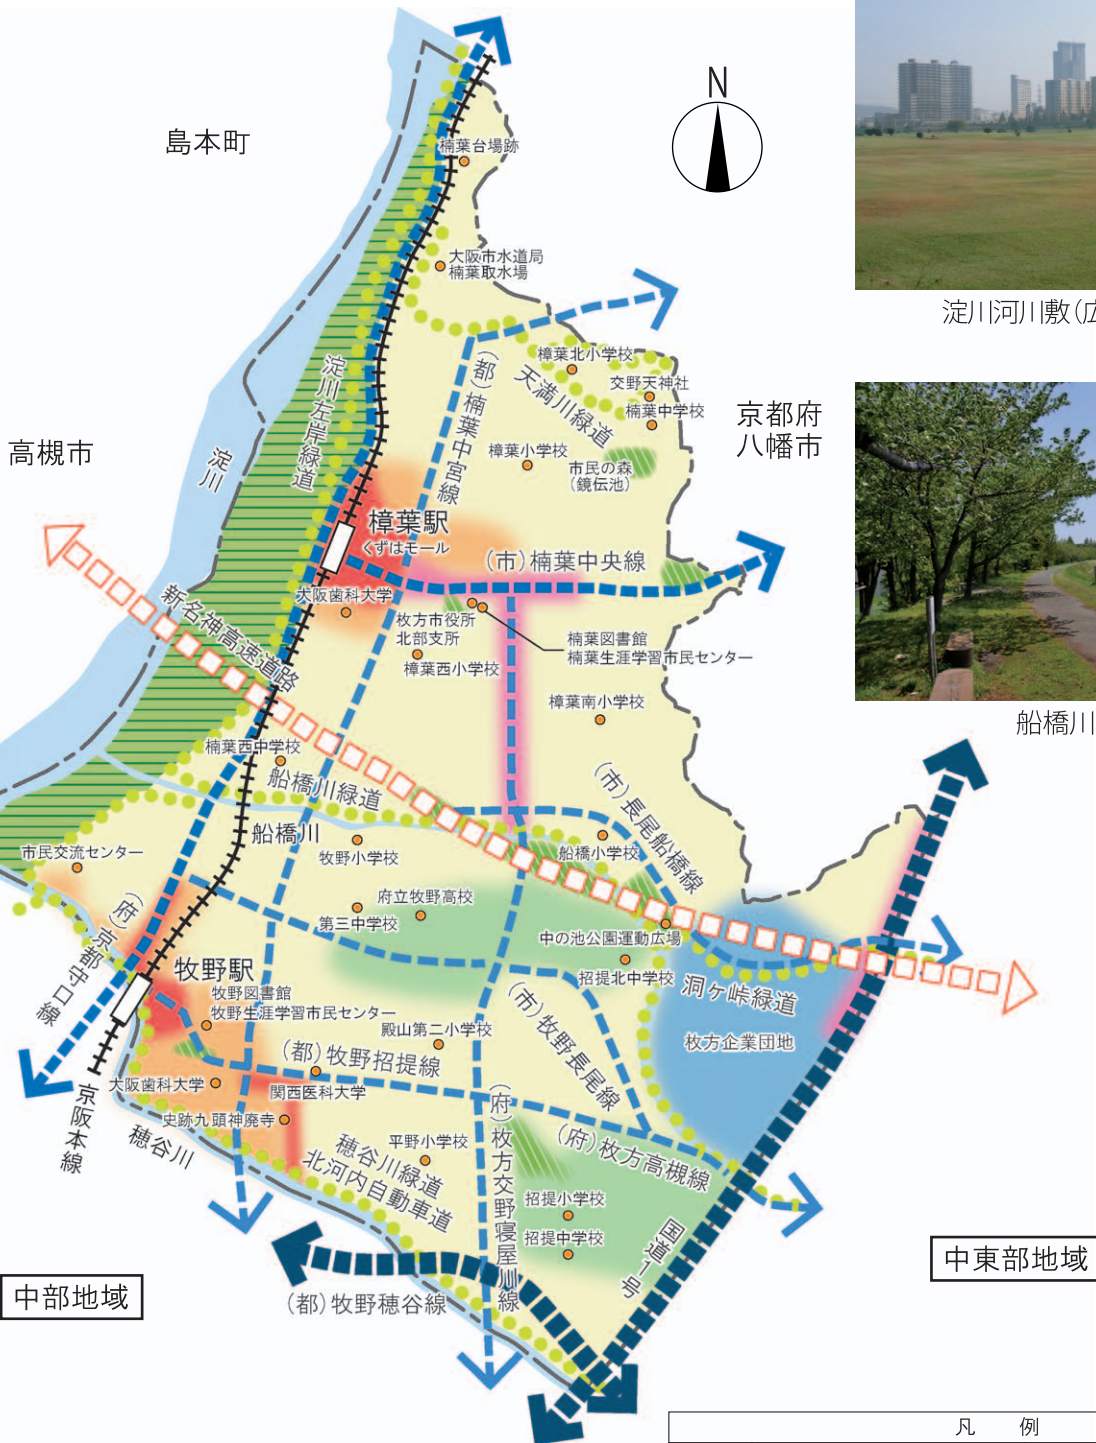 N
島本町
楠葉台場跡
大阪市水道局
楠葉取水場
淀川河川敷(広
(都)楠葉中宮線
樟葉北小学校
天満川緑道
交野天神社
楠葉中学校
京都府
八幡市
淀川左岸緑道
高槻市
淀川
樟葉小学校
市民の森
(鏡伝池)
樟葉駅
くずはモール
(市)楠葉中央線
新名神高速道路
大阪歯科大学
枚方市役所
北部支所
樟葉西小学校
楠葉図書館
楠葉生涯学習市民センター
樟葉南小学校
船橋川
楠葉西中学校
船橋川緑道
(市)長尾船橋線
船橋川
市民交流センター
牧野小学校
船橋小学校
府立牧野高校
第三中学校
中の池公園運動広場
(府)京都守口線
牧野駅
牧野図書館
牧野生涯学習市民センター
招提北中学校
洞ヶ峠緑道
(市)牧野長尾線
枚方企業団地
殿山第二小学校
(都)牧野招提線
大阪歯科大学
関西医科大学
京阪本線
史跡九頭神廃寺
穂谷川
平野小学校
穂谷川緑道
北河内自動車道
(府)枚方交野寝屋川線
(府)枚方高槻線
招提小学校
招提中学校
国道1号
中東部地域
中部地域
(都)牧野穂谷線
凡 例